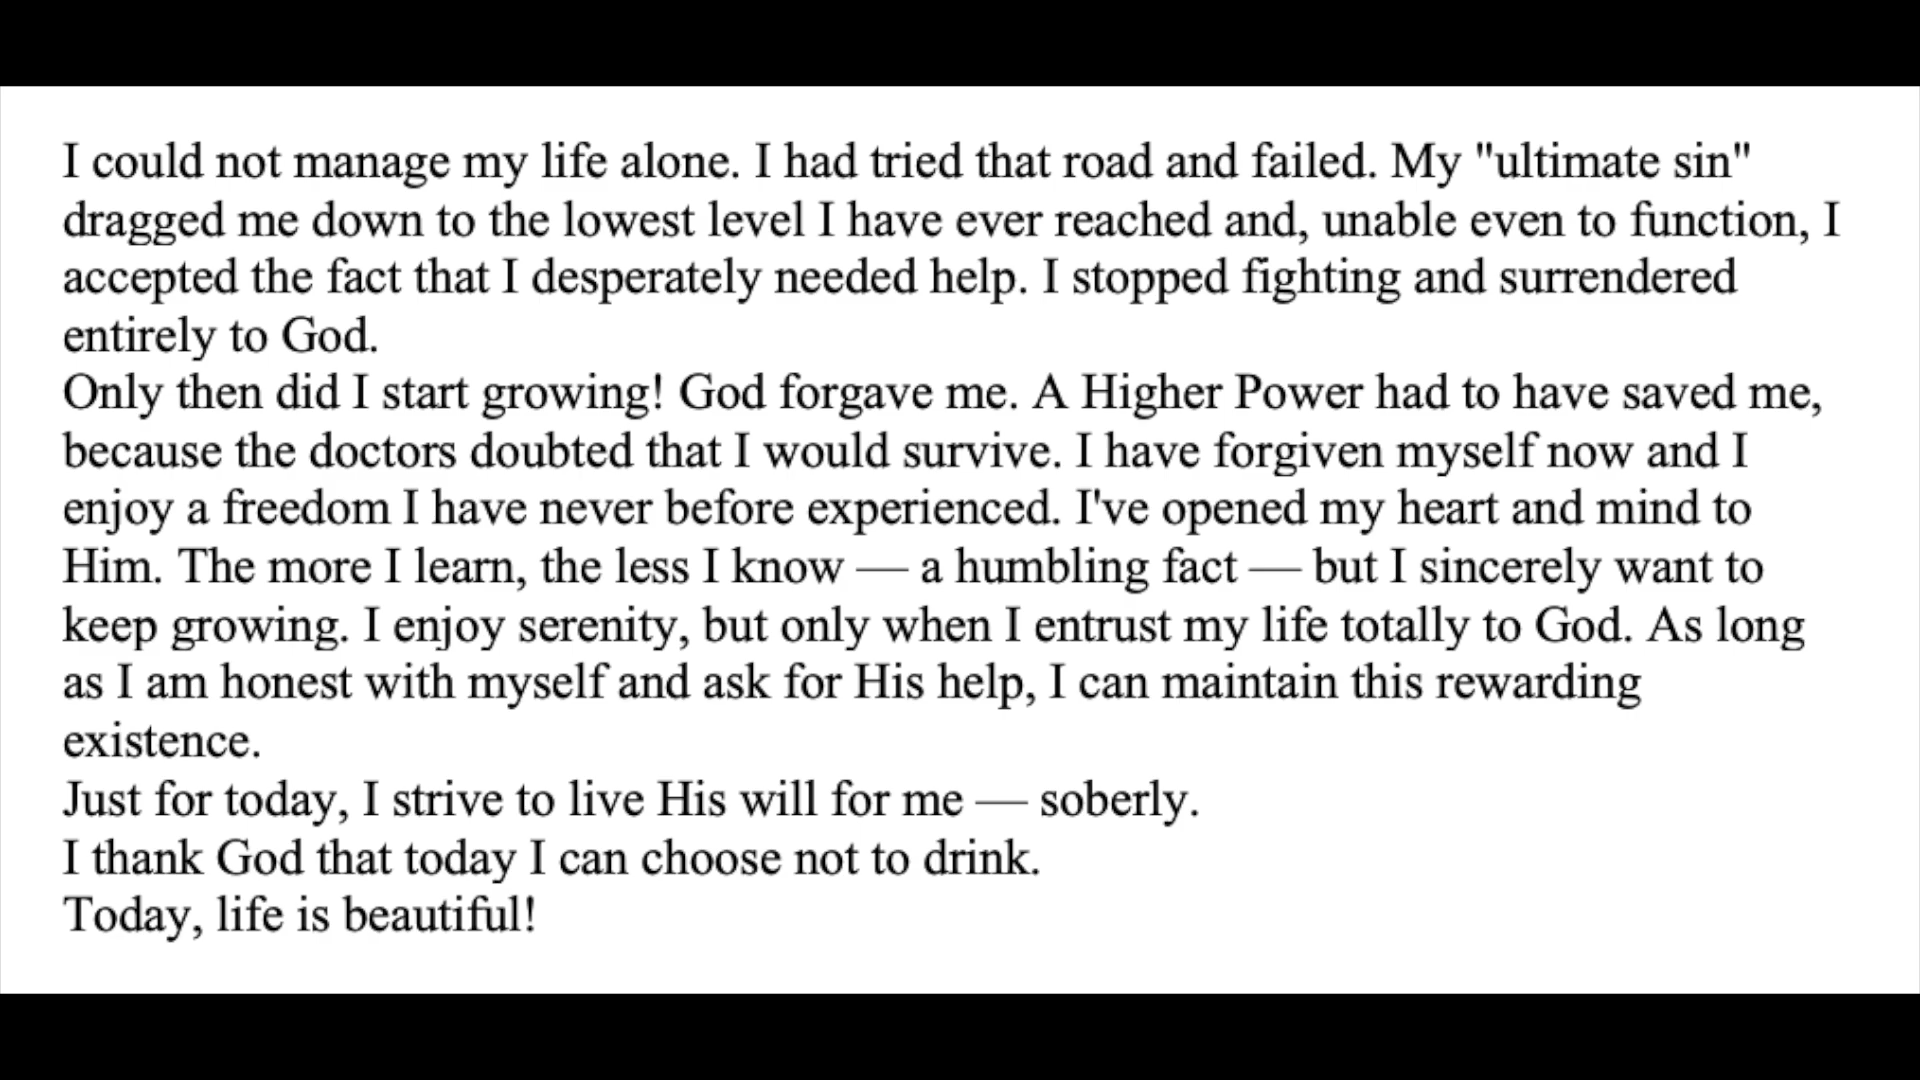 I could not manage my life alone. I had tried that road and failed. My "ultimate sin"
dragged me down to the lowest level I have ever reached and, unable even to function, I
accepted the fact that I desperately needed help. I stopped fighting and surrendered
entirely to God.
Only then did I start growing! God forgave me. A Higher Power had to have saved me,
because the doctors doubted that I would survive. I have forgiven myself now and I
enjoy a freedom I have never before experienced. I've opened my heart and mind to
Him. The more I learn, the less I know — a humbling fact — but I sincerely want to
keep growing. I enjoy serenity, but only when I entrust my life totally to God. As long
as I am honest with myself and ask for His help, I can maintain this rewarding
existence.
Just for today, I strive to live His will for me — soberly.
I thank God that today I can choose not to drink.
Today, life is beautiful!